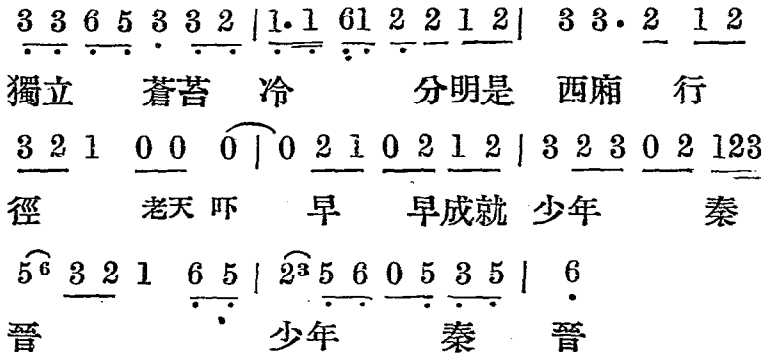 3 3 6 5 3 3 2 | 1. 1 61 2 2 1 2 | 3 3. 2 1 2
獨立 蒼苔 冷 分明是 西廂 行
3 2 1 0 0 0 | 0 2 1 0 2 1 2 | 3 2 3 0 2 123
徑 老天吓 早 早成就 少年 秦
5 6 3 2 1 6 5 | 2 3 5 6 0 5 3 5 | 6
晉 少年 秦 晉